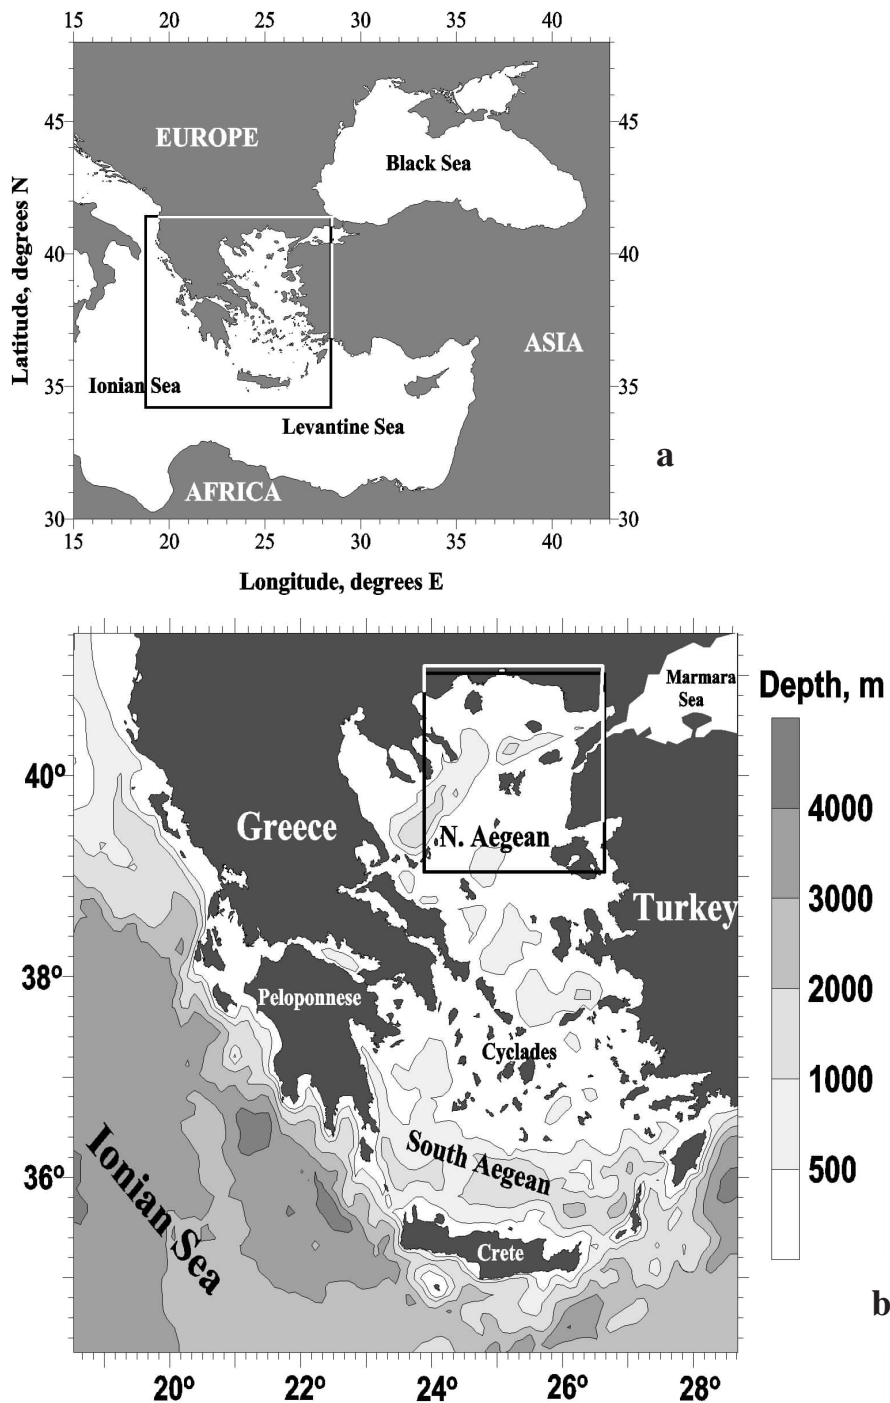 15 20 25 30 35 40
45 45
EUROPE
Black Sea
Latitude, degrees N
40 40
ASIA
35 35
Ionian Sea
Levantine Sea
a
AFRICA
30 30
15 20 25 30 35 40
Longitude, degrees E
Marmara
Sea
Depth, m
40º
4000
Greece
N. Aegean
3000
Turkey
38º
2000
Peloponnese
Cyclades
1000
South Aegean
500
36º
Ionian Sea
Crete
b
20º 22º 24º 26º 28º